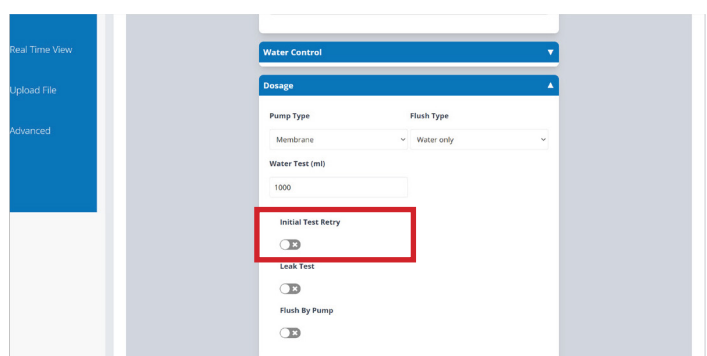 Real Time View
Upload File
Advanced
Water Control
Dosage
Pump Type Flush Type
Membrane Water only
Water Test (ml)
1000
Initial Test Retry
Leak Test
Flush By Pump